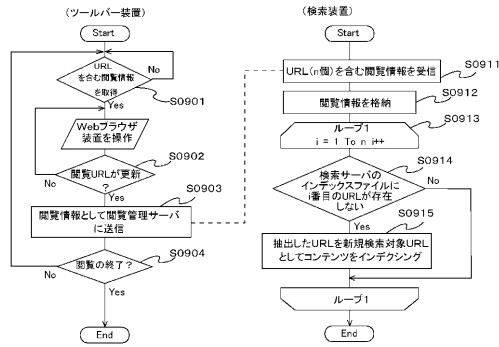 （ツールバー装置）
Start
URL
を含む閲覧情報
を取得
No
Yes
S0901
Webブラウザ
装置を操作
S0902
閲覧URLが更新
?
No
Yes
S0903
閲覧情報として閲覧管理サーバ
に送信
S0904
閲覧の終了？
No
Yes
End
（検索装置）
Start
S0911
URL(n個)を含む閲覧情報を受信
S0912
閲覧情報を格納
S0913
ループ1
i = 1 To n i++
S0914
検索サーバの
インデックスファイルに
i番目のURLが存在
しない
No
Yes
S0915
抽出したURLを新規検索対象URL
としてコンテンツをインデクシング
ループ1
End